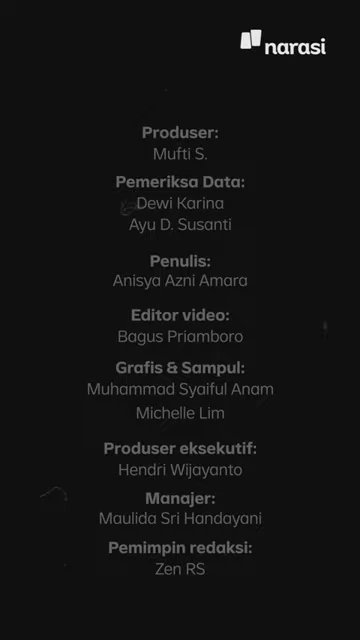 narasi
Produser:
Mufti S.
Pemeriksa Data:
Dewi Karina
Ayu D. Susanti
Penulis:
Anisya Azni Amara
Editor video:
Bagus Priamboro
Grafis & Sampul:
Muhammad Syaiful Anam
Michelle Lim
Produser eksekutif:
Hendri Wijayanto
Manajer:
Maulida Sri Handayani
Pemimpin redaksi:
Zen RS